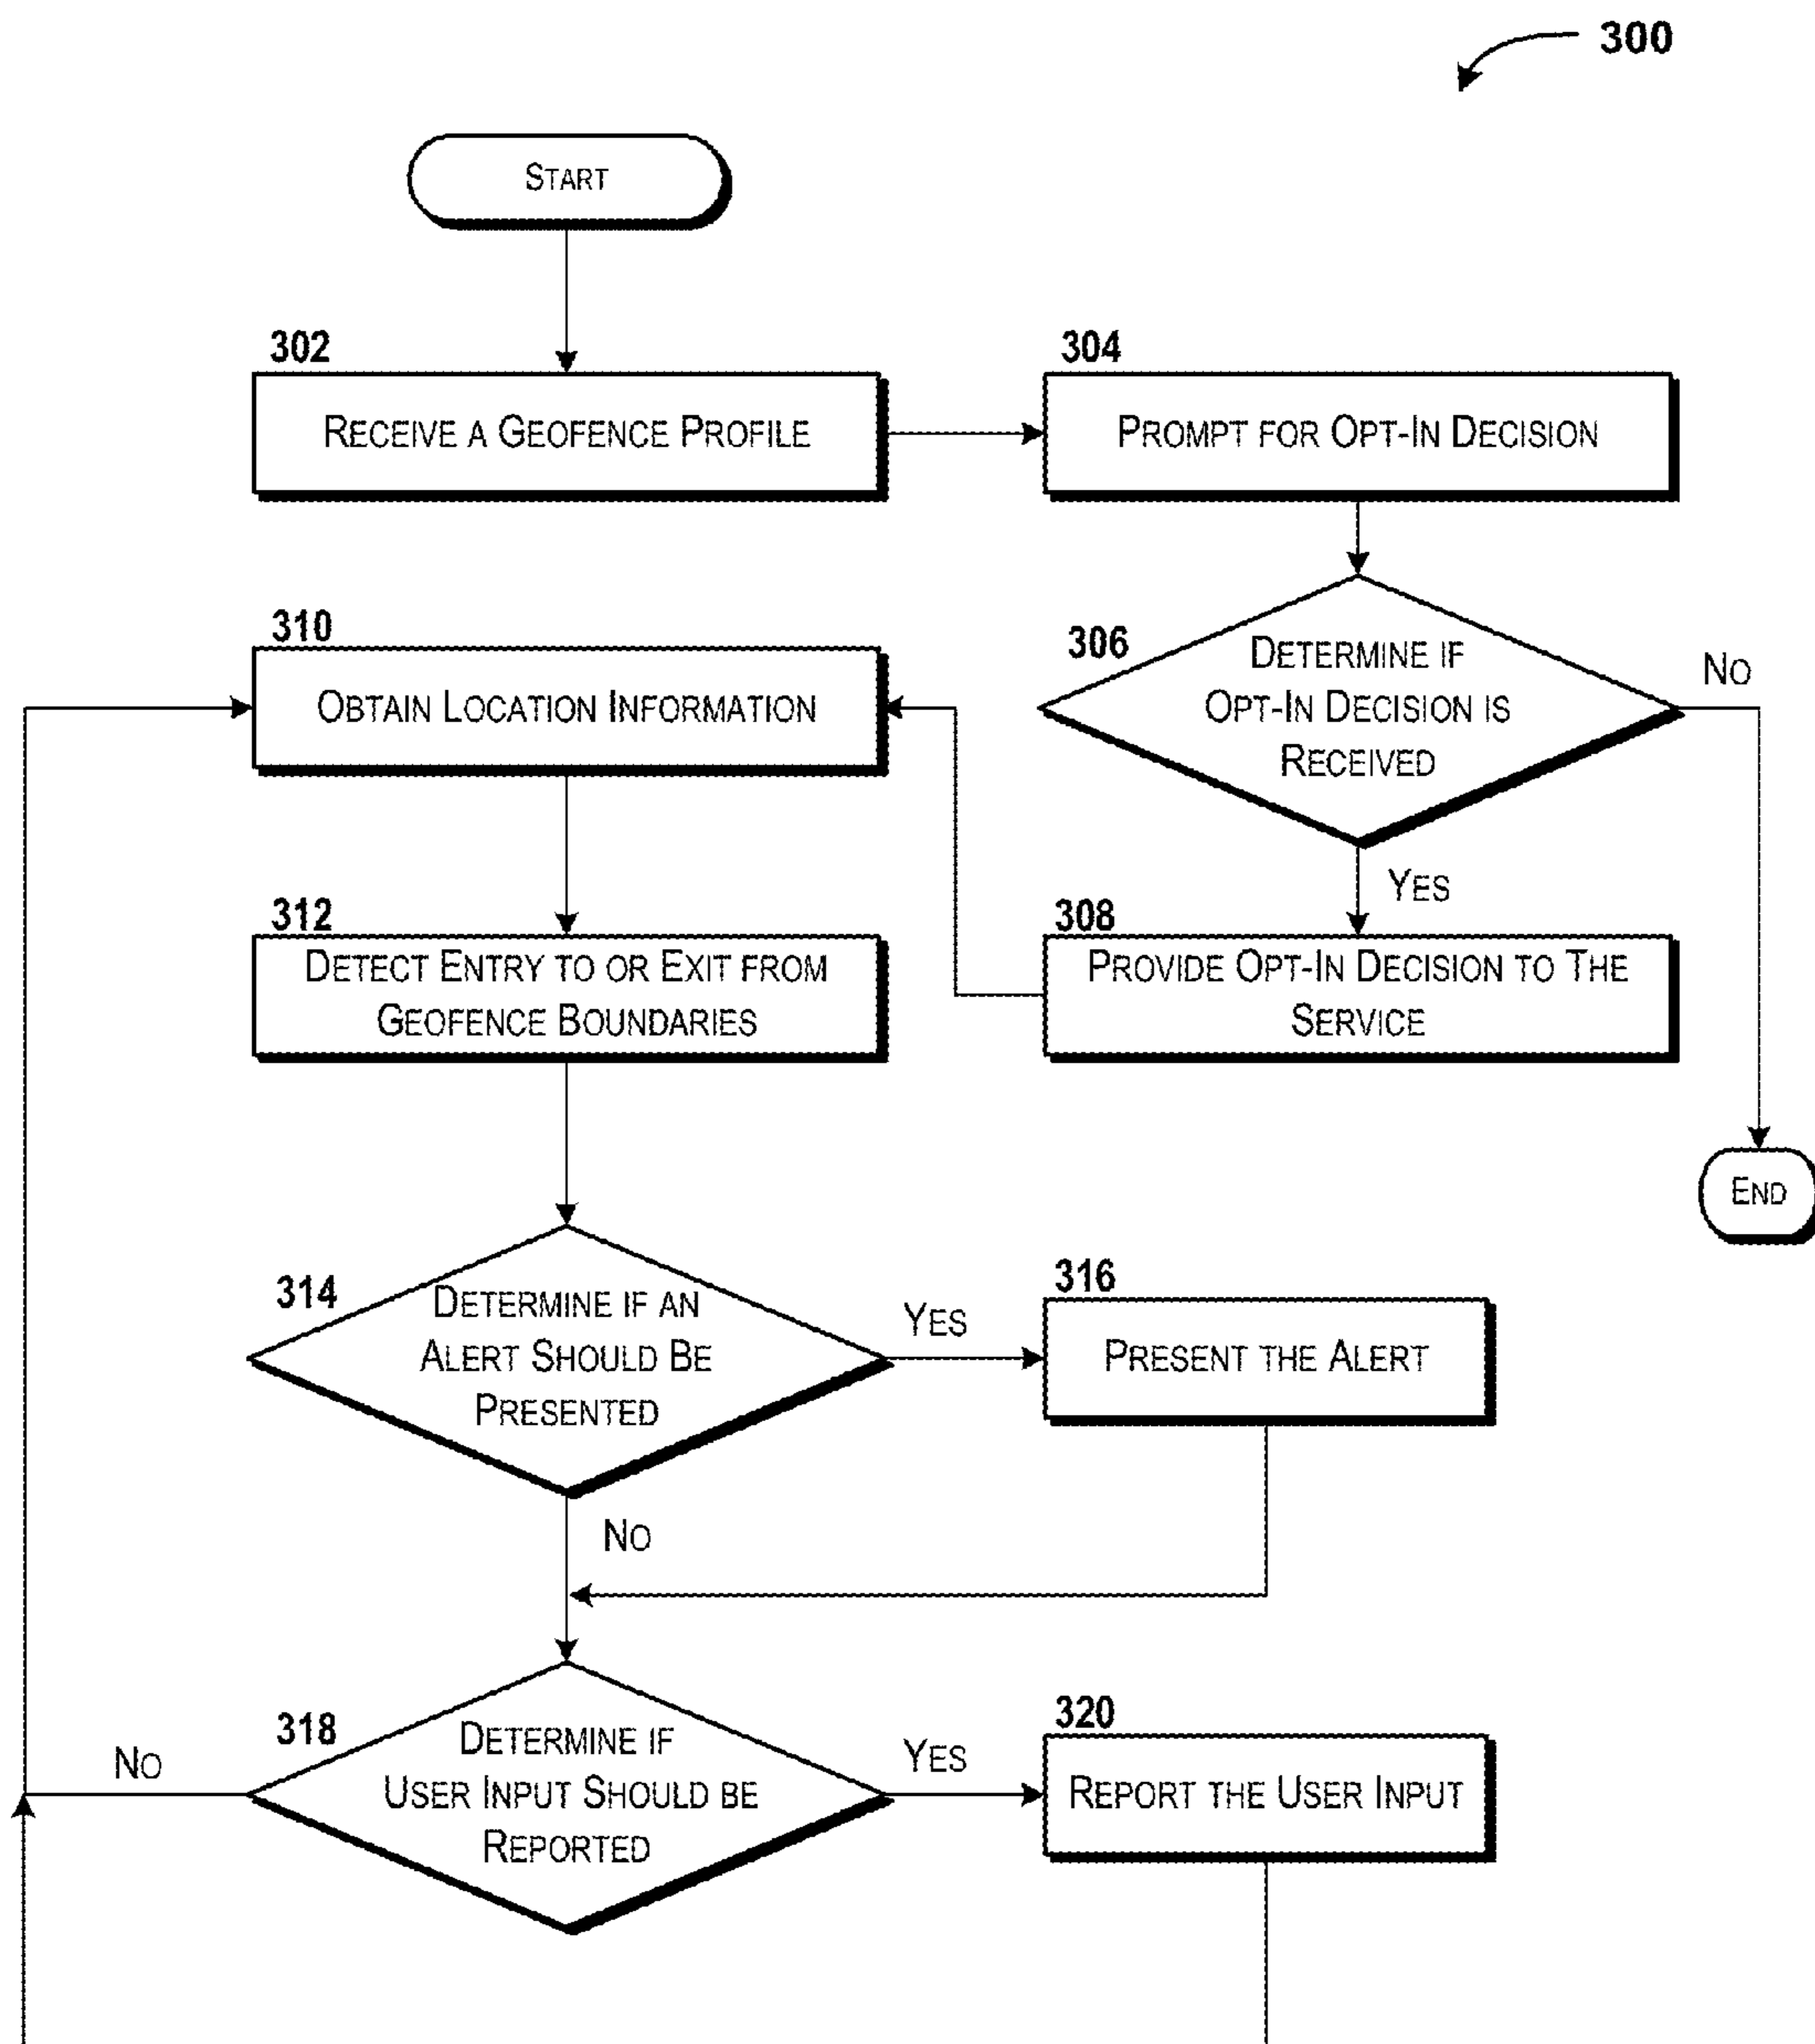 300
START
302
RECEIVE A GEOFENCE PROFILE
304
PROMPT FOR OPT-IN DECISION
306
DETERMINE IF
OPT-IN DECISION IS
RECEIVED
NO
YES
308
PROVIDE OPT-IN DECISION TO THE
SERVICE
310
OBTAIN LOCATION INFORMATION
312
DETECT ENTRY TO OR EXIT FROM
GEOFENCE BOUNDARIES
END
314
DETERMINE IF AN
ALERT SHOULD BE
PRESENTED
YES
316
PRESENT THE ALERT
NO
318
DETERMINE IF
USER INPUT SHOULD BE
REPORTED
NO
YES
320
REPORT THE USER INPUT